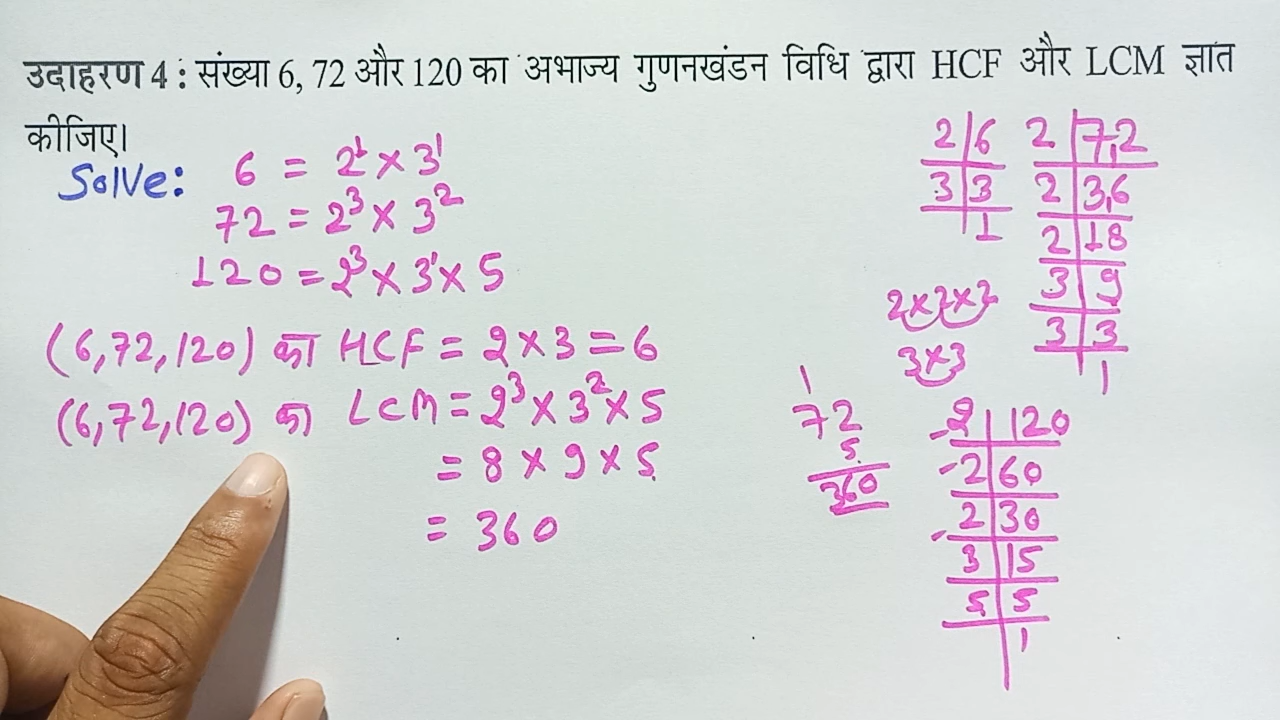 उदाहरण 4 : संख्या 6, 72 और 120 का अभाज्य गुणनखंडन विधि द्वारा HCF और LCM ज्ञात
कीजिए।
Solve: 6 = 2¹ × 3¹
72 = 2³ × 3²
120 = 2³ × 3¹ × 5
(6,72,120) का HCF = 2 × 3 = 6
(6,72,120) का LCM = 2³ × 3² × 5
= 8 × 9 × 5
= 360
2 | 6
3 | 3
1
2 | 72
2 | 36
2 | 18
3 | 9
3 | 3
1
2×2×2
3×3
1
72
5
360
2 | 120
2 | 60
2 | 30
3 | 15
5 | 5
1